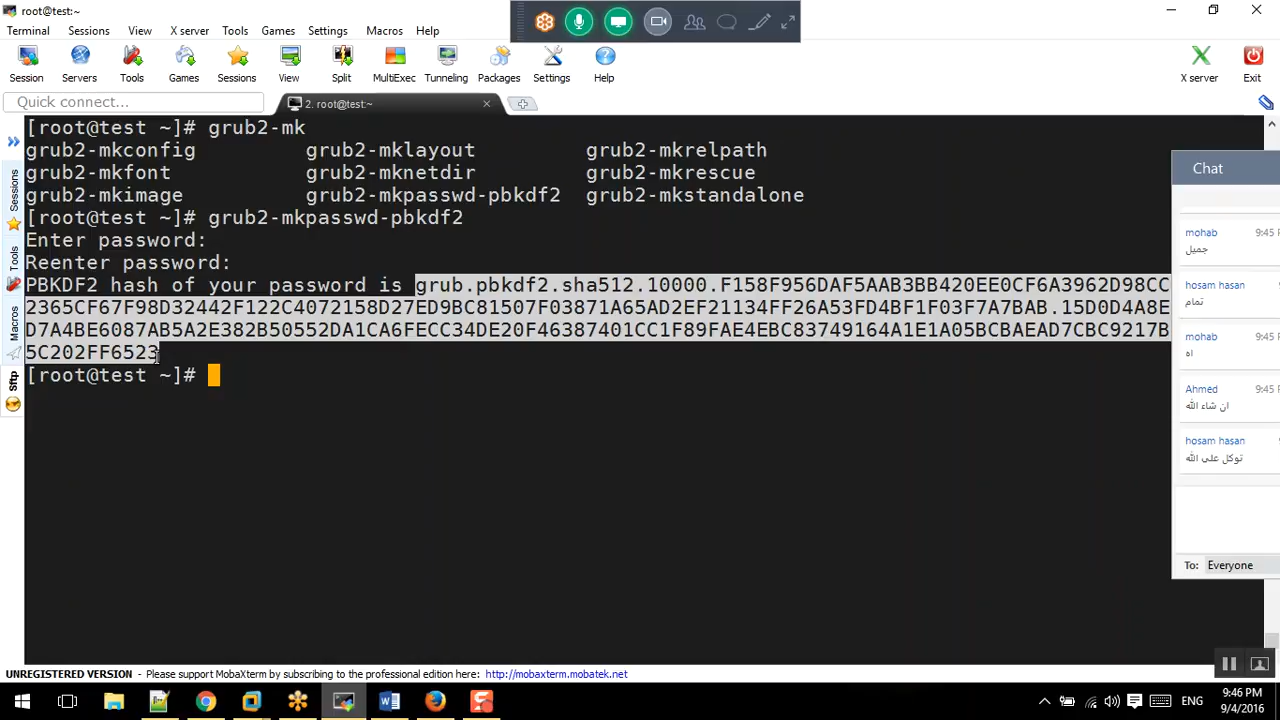 root@test:~
Terminal Sessions View X server Tools Games Settings Macros Help
Session Servers Tools Games Sessions View Split MultiExec Tunneling Packages Settings Help X server Exit
Quick connect...
2. root@test:~
[root@test ~]# grub2-mk
grub2-mkconfig grub2-mklayout grub2-mkrelpath
grub2-mkfont grub2-mknetdir grub2-mkrescue
grub2-mkimage grub2-mkpasswd-pbkdf2 grub2-mkstandalone
[root@test ~]# grub2-mkpasswd-pbkdf2
Enter password:
Reenter password:
PBKDF2 hash of your password is grub.pbkdf2.sha512.10000.F158F956DAF5AAB3BB420EE0CF6A3962D98CC
2365CF67F98D32442F122C4072158D27ED98C81507F03871A65AD2EF21134FF26A53FD4BF1F03F7A7BAB.15D0D4A8E
D7A4BE6087AB5A2E382B50552DA1CA6FECC34DE20F46387401CC1F89FAE4EBC83749164A1E1A05BCBAEAD7CBC9217B
5C202FF6523
[root@test ~]#
Sessions
Tools
Macros
Sftp
Chat
mohab 9:45 P
جميل
hosam hasan 9:45 P
تمام
mohab 9:45 P
اه
Ahmed 9:45 P
ان شاء الله
hosam hasan 9
توكل على الله
To: Everyone
UNREGISTERED VERSION - Please support MobaXterm by subscribing to the professional edition here: http://mobaxterm.mobatek.net
ENG
9:46 PM
9/4/2016